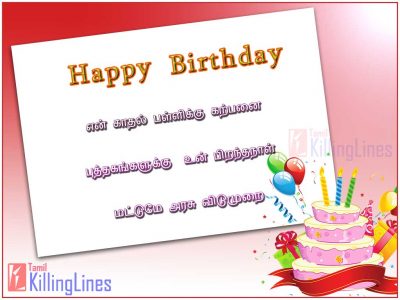 Happy Birthday
என் காதல் பள்ளிக்கு கற்பனை
புத்தகங்களுக்கு உன் பிறந்தநாள்
மட்டுமே அரசு விடுமுறை
Tamil
KillingLines
Tamil
KillingLines